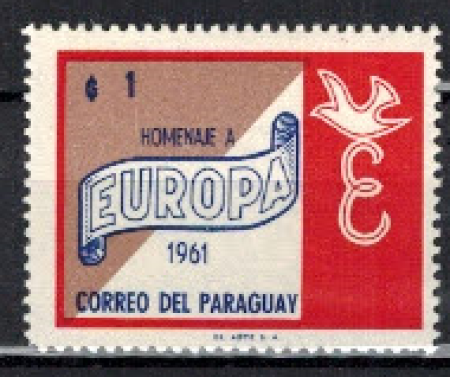 ₲ 1
HOMENAJE A
EUROPA
1961
CORREO DEL PARAGUAY
E